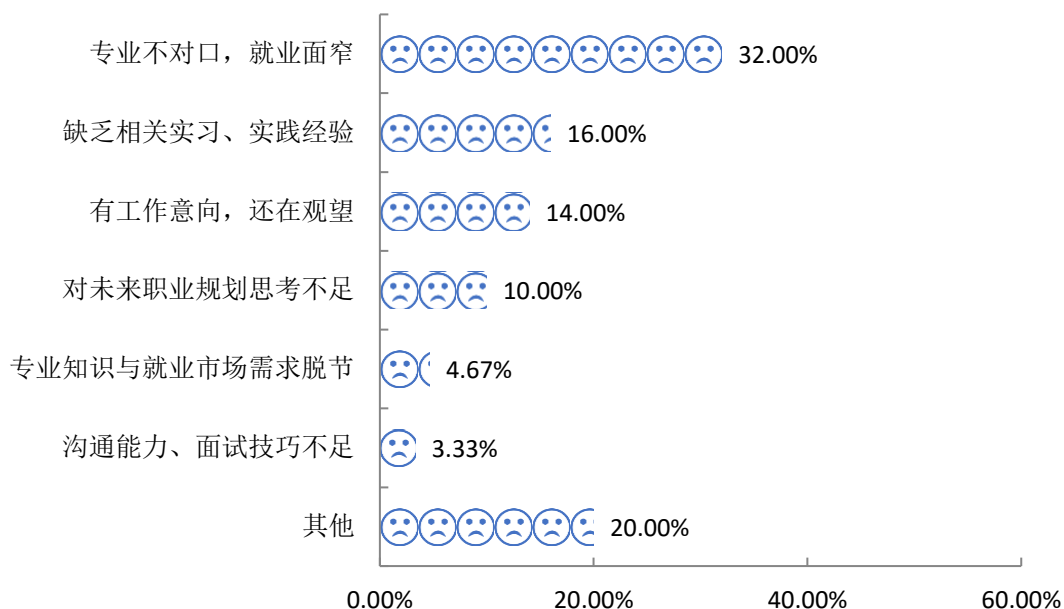 专业不对口，就业面窄 32.00%
缺乏相关实习、实践经验 16.00%
有工作意向，还在观望 14.00%
对未来职业规划思考不足 10.00%
专业知识与就业市场需求脱节 4.67%
沟通能力、面试技巧不足 3.33%
其他 20.00%
0.00% 20.00% 40.00% 60.00%